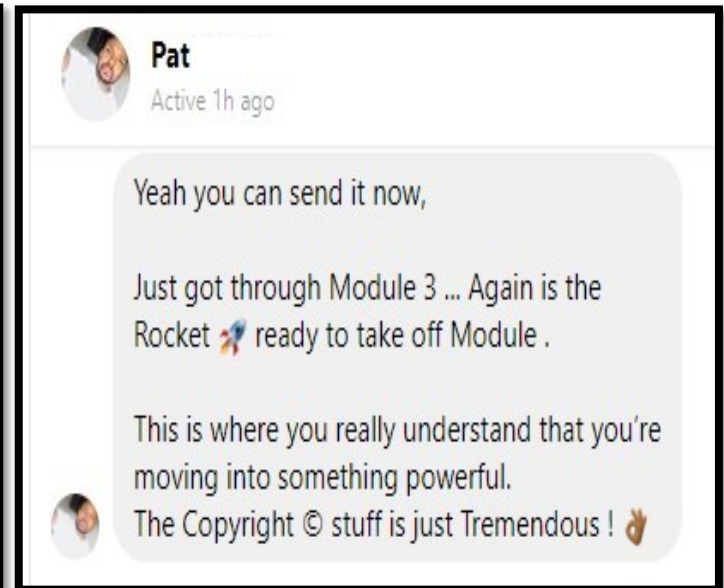 Pat
Active 1h ago
Yeah you can send it now,
Just got through Module 3 ... Again is the
Rocket 🚀 ready to take off Module .
This is where you really understand that you're
moving into something powerful.
The Copyright © stuff is just Tremendous ! 👌🏾